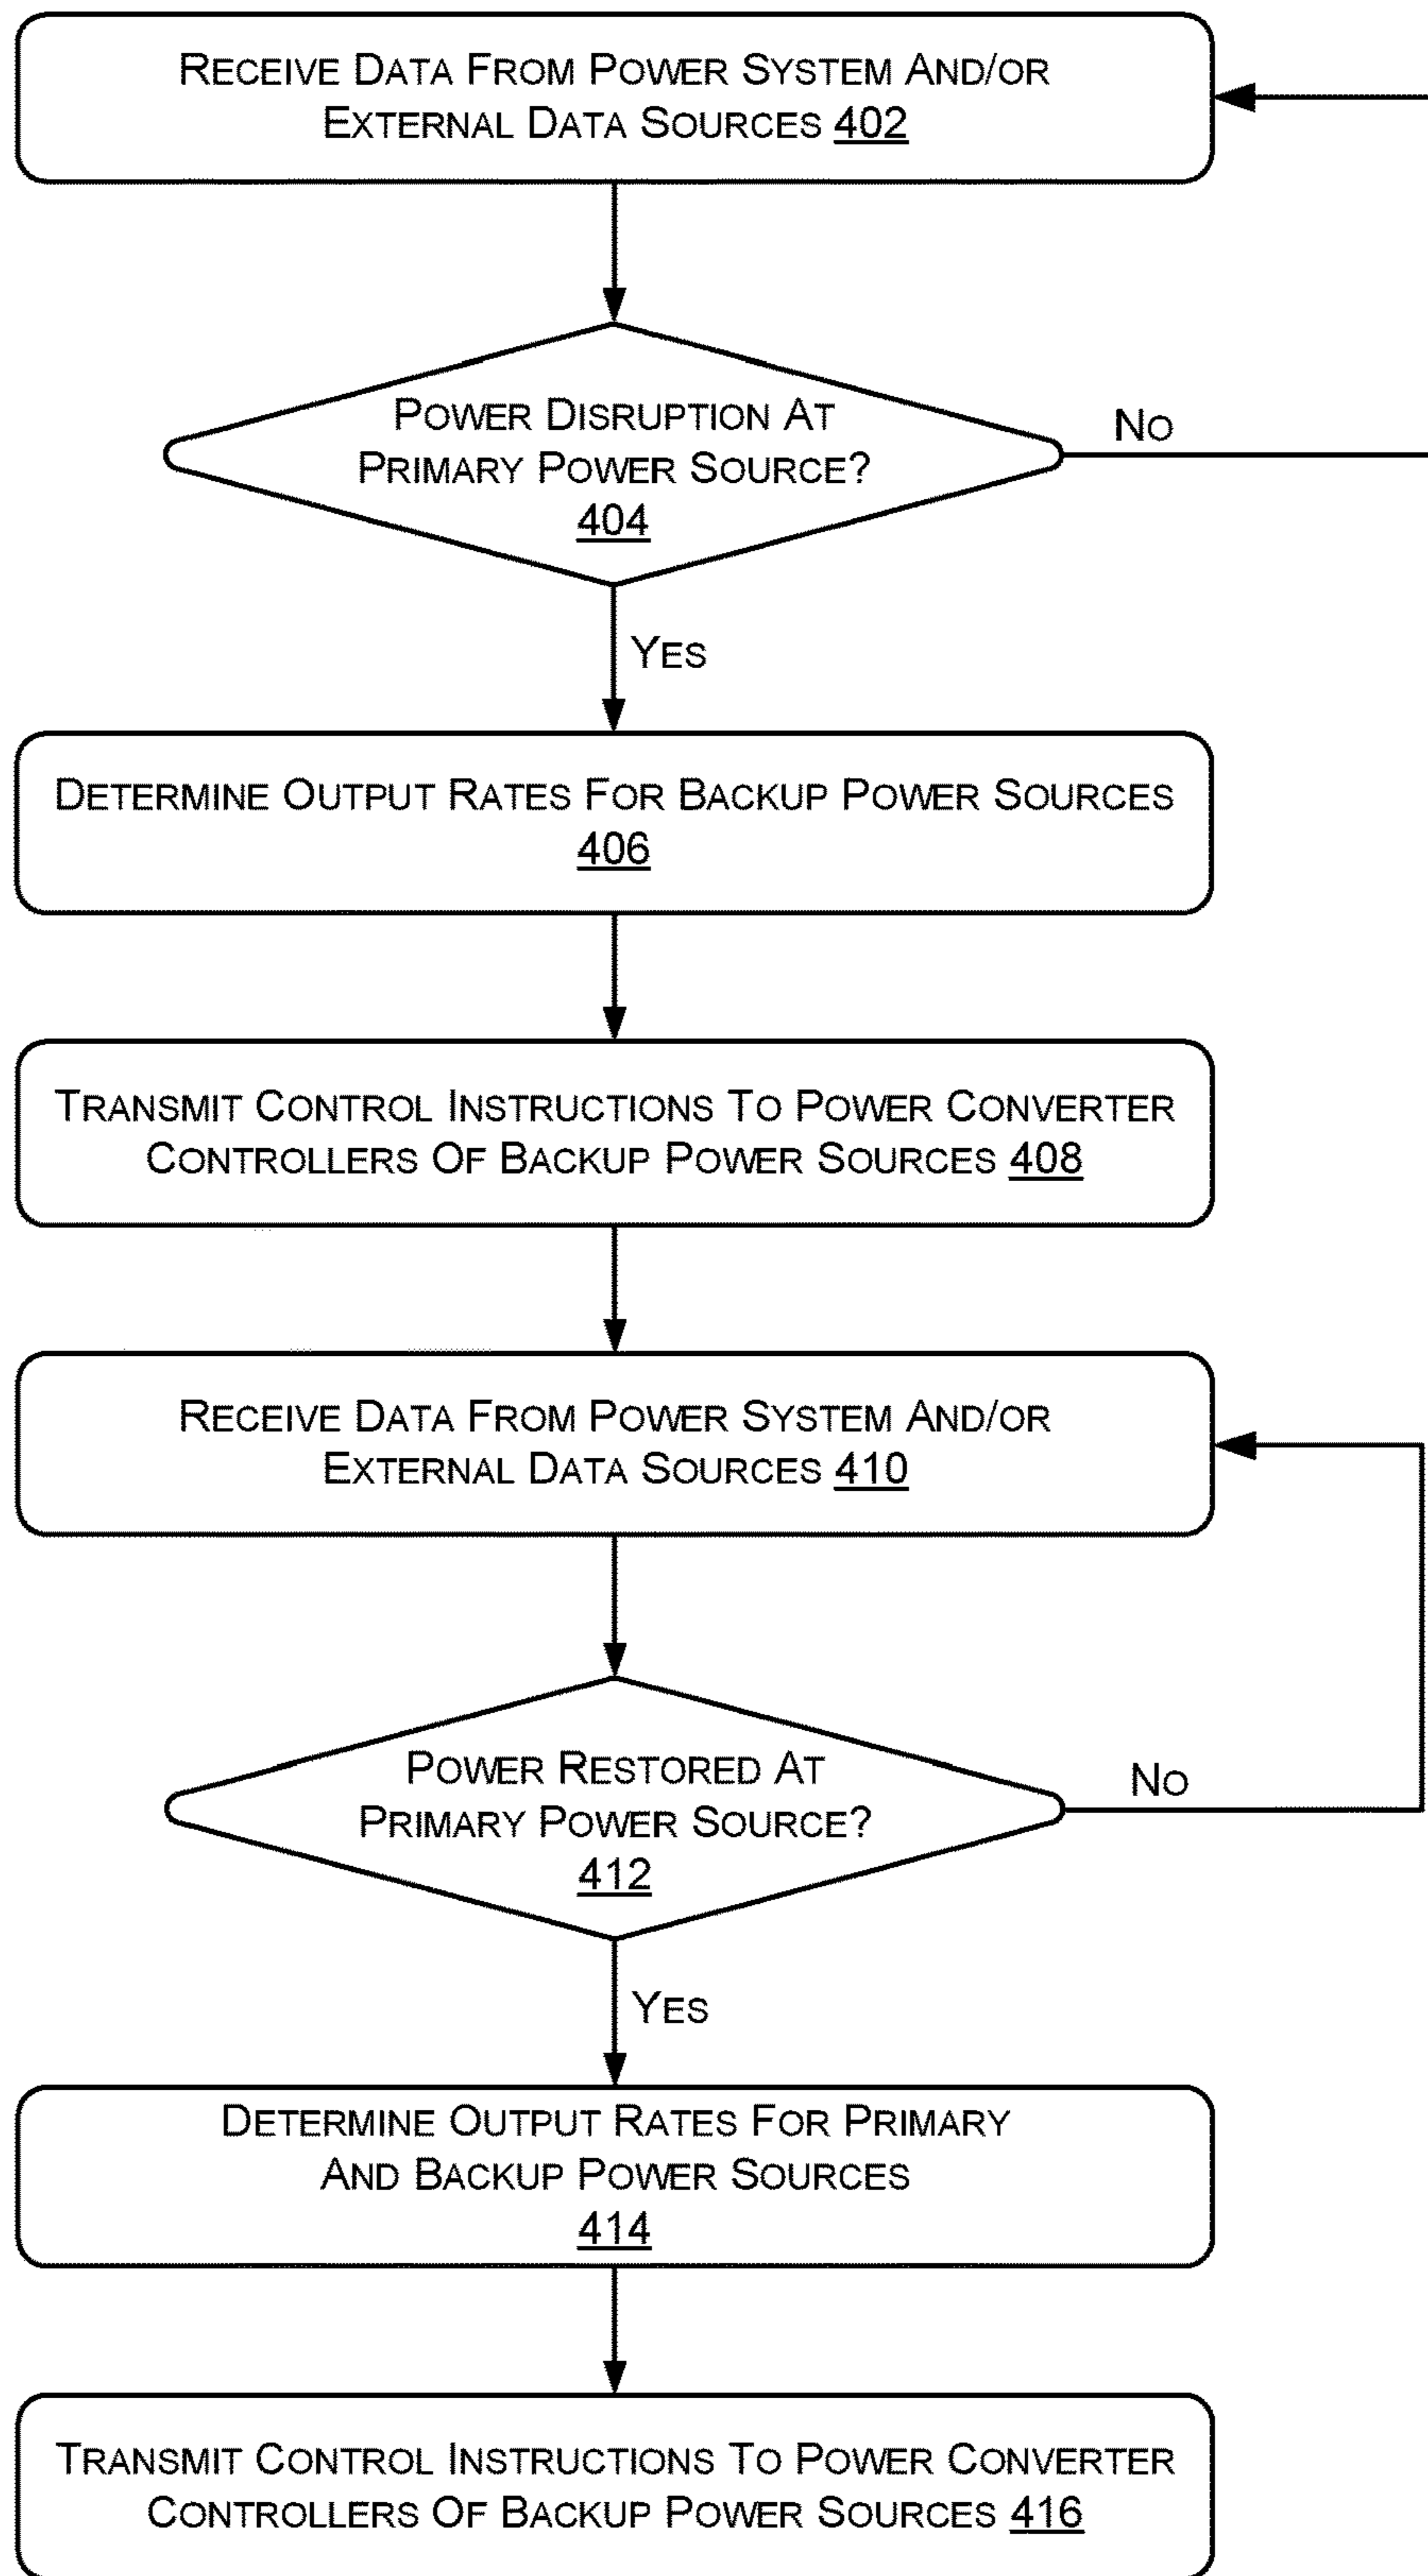 RECEIVE DATA FROM POWER SYSTEM AND/OR
EXTERNAL DATA SOURCES 402
POWER DISRUPTION AT
PRIMARY POWER SOURCE?
404
NO
YES
DETERMINE OUTPUT RATES FOR BACKUP POWER SOURCES
406
TRANSMIT CONTROL INSTRUCTIONS TO POWER CONVERTER
CONTROLLERS OF BACKUP POWER SOURCES 408
RECEIVE DATA FROM POWER SYSTEM AND/OR
EXTERNAL DATA SOURCES 410
POWER RESTORED AT
PRIMARY POWER SOURCE?
412
NO
YES
DETERMINE OUTPUT RATES FOR PRIMARY
AND BACKUP POWER SOURCES
414
TRANSMIT CONTROL INSTRUCTIONS TO POWER CONVERTER
CONTROLLERS OF BACKUP POWER SOURCES 416